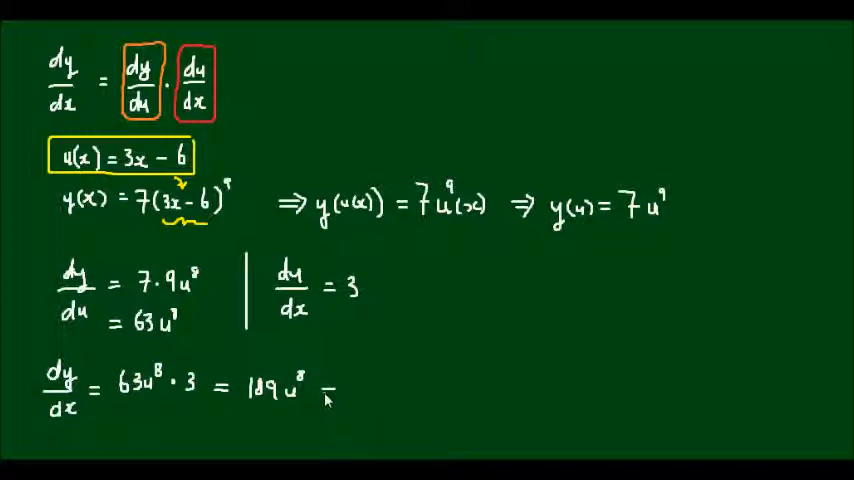 dy/dx = dy/du · du/dx
u(x) = 3x - 6
y(x) = 7(3x - 6)⁹ ⟹ y(u(x)) = 7u⁹(x) ⟹ y(u) = 7u⁹
dy/du = 7·9u⁸ | du/dx = 3
= 63u⁸
dy/dx = 63u⁸ · 3 = 189u⁸ =